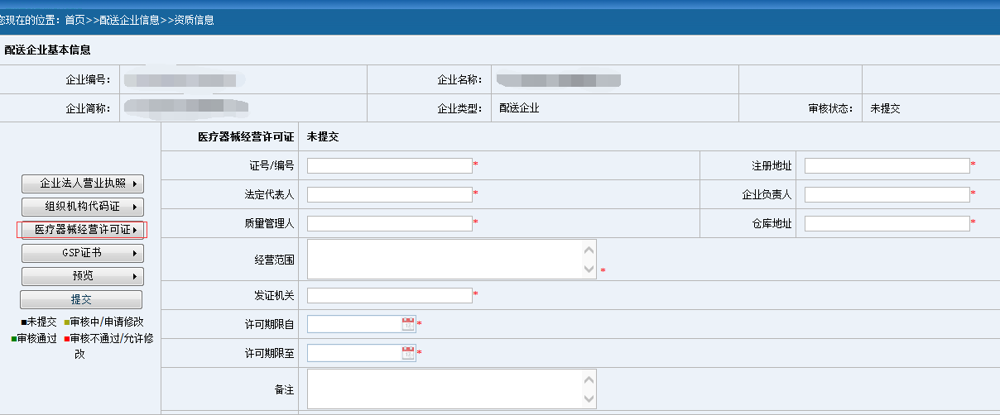 您现在的位置：首页>>配送企业信息>>资质信息
配送企业基本信息
企业编号：
企业名称：
企业简称：
企业类型： 配送企业
审核状态： 未提交
医疗器械经营许可证 未提交
证号/编号 *
注册地址 *
法定代表人 *
企业负责人 *
质量管理人 *
仓库地址 *
经营范围 *
发证机关 *
许可期限自 *
许可期限至 *
备注
企业法人营业执照
组织机构代码证
医疗器械经营许可证
GSP证书
预览
提交
■未提交 ■审核中/申请修改
■审核通过 ■审核不通过/允许修
改